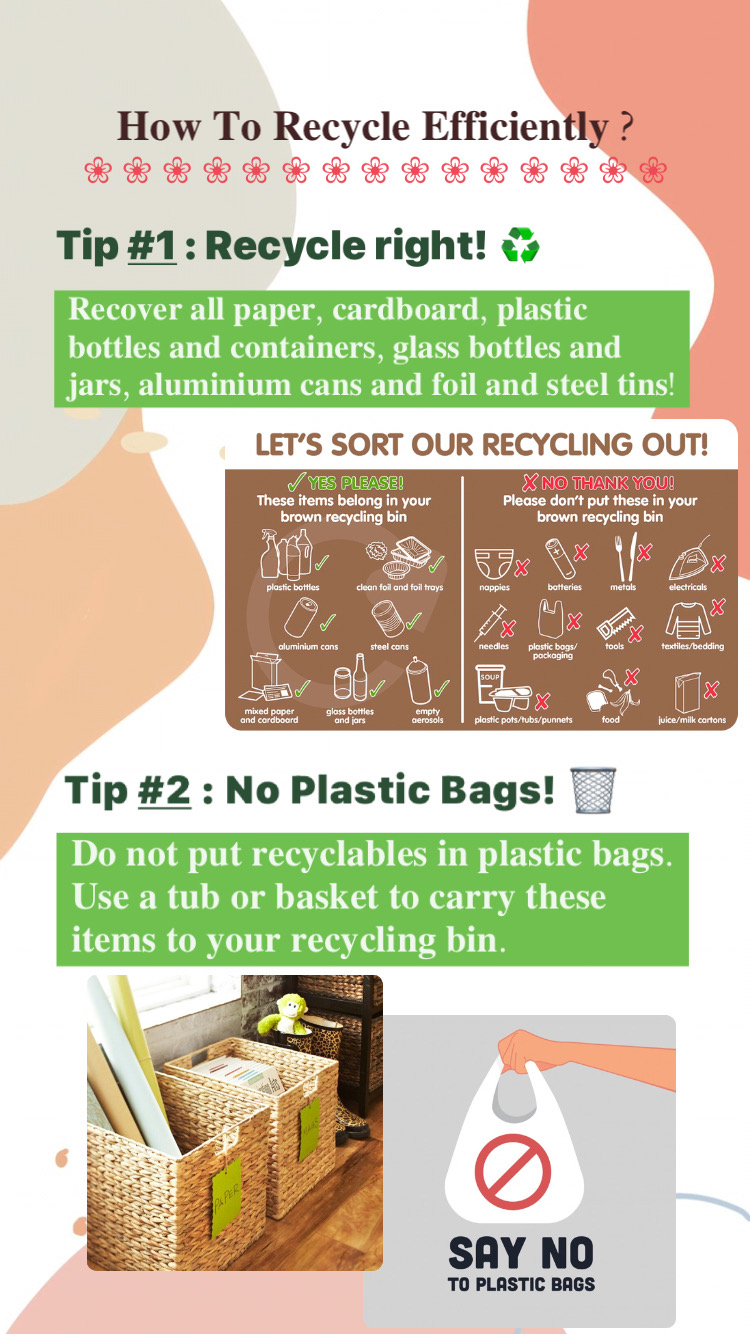 How To Recycle Efficiently ?
Tip #1 : Recycle right!
Recover all paper, cardboard, plastic
bottles and containers, glass bottles and
jars, aluminium cans and foil and steel tins!
LET'S SORT OUR RECYCLING OUT!
YES PLEASE!
These items belong in your
brown recycling bin
plastic bottles
clean foil and foil trays
aluminium cans
steel cans
mixed paper
and cardboard
glass bottles
and jars
empty
aerosols
NO THANK YOU!
Please don't put these in your
brown recycling bin
nappies
batteries
metals
electricals
needles
plastic bags/
packaging
tools
textiles/bedding
SOUP
plastic pots/tubs/punnets
food
juice/milk cartons
Tip #2 : No Plastic Bags!
Do not put recyclables in plastic bags.
Use a tub or basket to carry these
items to your recycling bin.
PAPER
SAY NO
TO PLASTIC BAGS